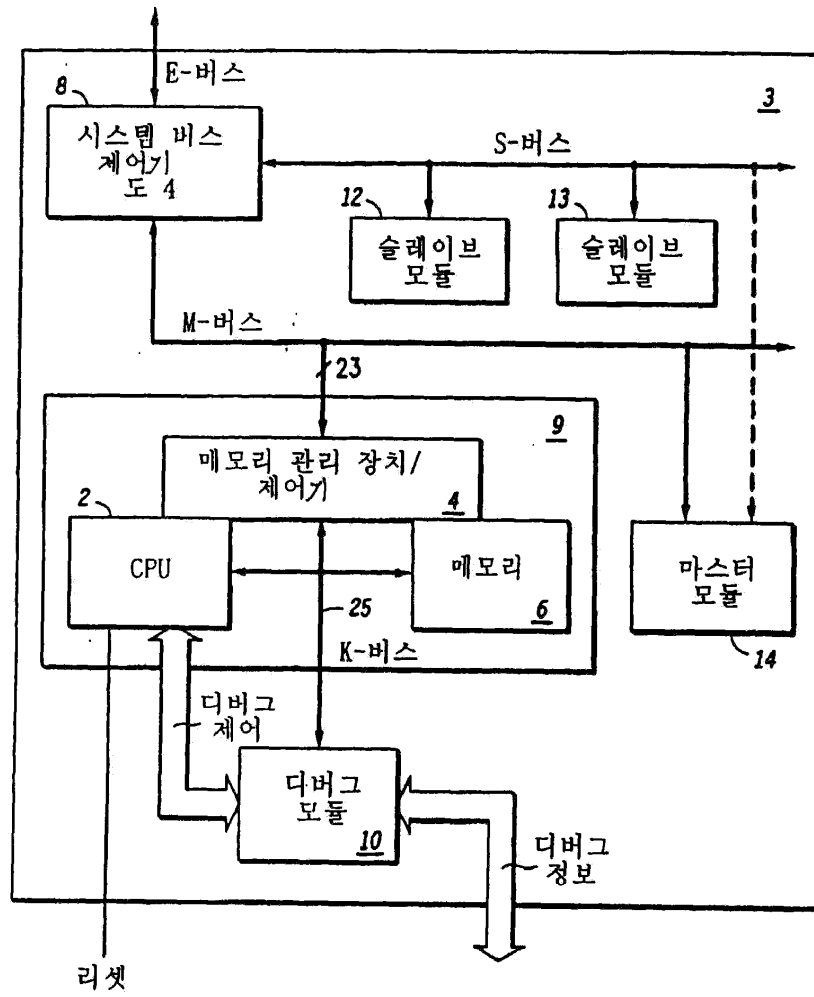 E-버스
8
3
시스템 버스
제어기
도 4
S-버스
12
13
슬레이브
모듈
슬레이브
모듈
M-버스
23
9
메모리 관리 장치/
제어기
4
2
CPU
메모리
6
25
마스터
모듈
14
K-버스
디버그
제어
디버그
모듈
10
디버그
정보
리셋